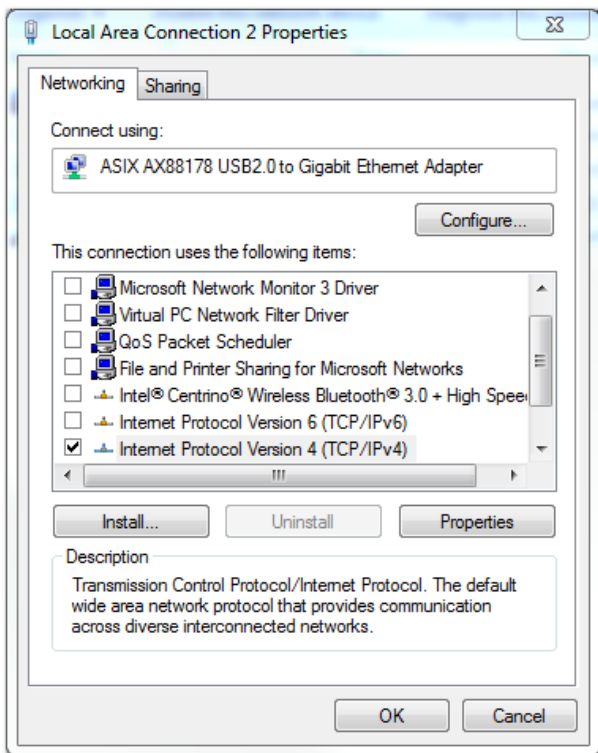 Local Area Connection 2 Properties
Networking
Sharing
Connect using:
ASIX AX88178 USB2.0 to Gigabit Ethernet Adapter
Configure...
This connection uses the following items:
Microsoft Network Monitor 3 Driver
Virtual PC Network Filter Driver
QoS Packet Scheduler
File and Printer Sharing for Microsoft Networks
Intel® Centrino® Wireless Bluetooth® 3.0 + High Spee
Internet Protocol Version 6 (TCP/IPv6)
Internet Protocol Version 4 (TCP/IPv4)
Install...
Uninstall
Properties
Description
Transmission Control Protocol/Internet Protocol. The default
wide area network protocol that provides communication
across diverse interconnected networks.
OK
Cancel